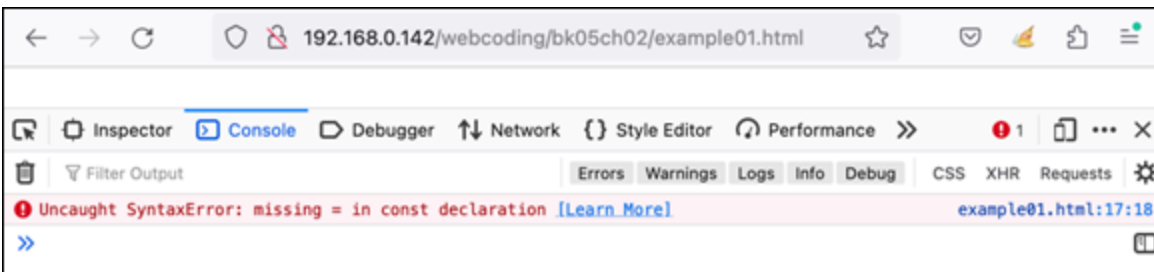 192.168.0.142/webcoding/bk05ch02/example01.html
Inspector Console Debugger Network {} Style Editor Performance 1
Filter Output Errors Warnings Logs Info Debug CSS XHR Requests
Uncaught SyntaxError: missing = in const declaration [Learn More] example01.html:17:18